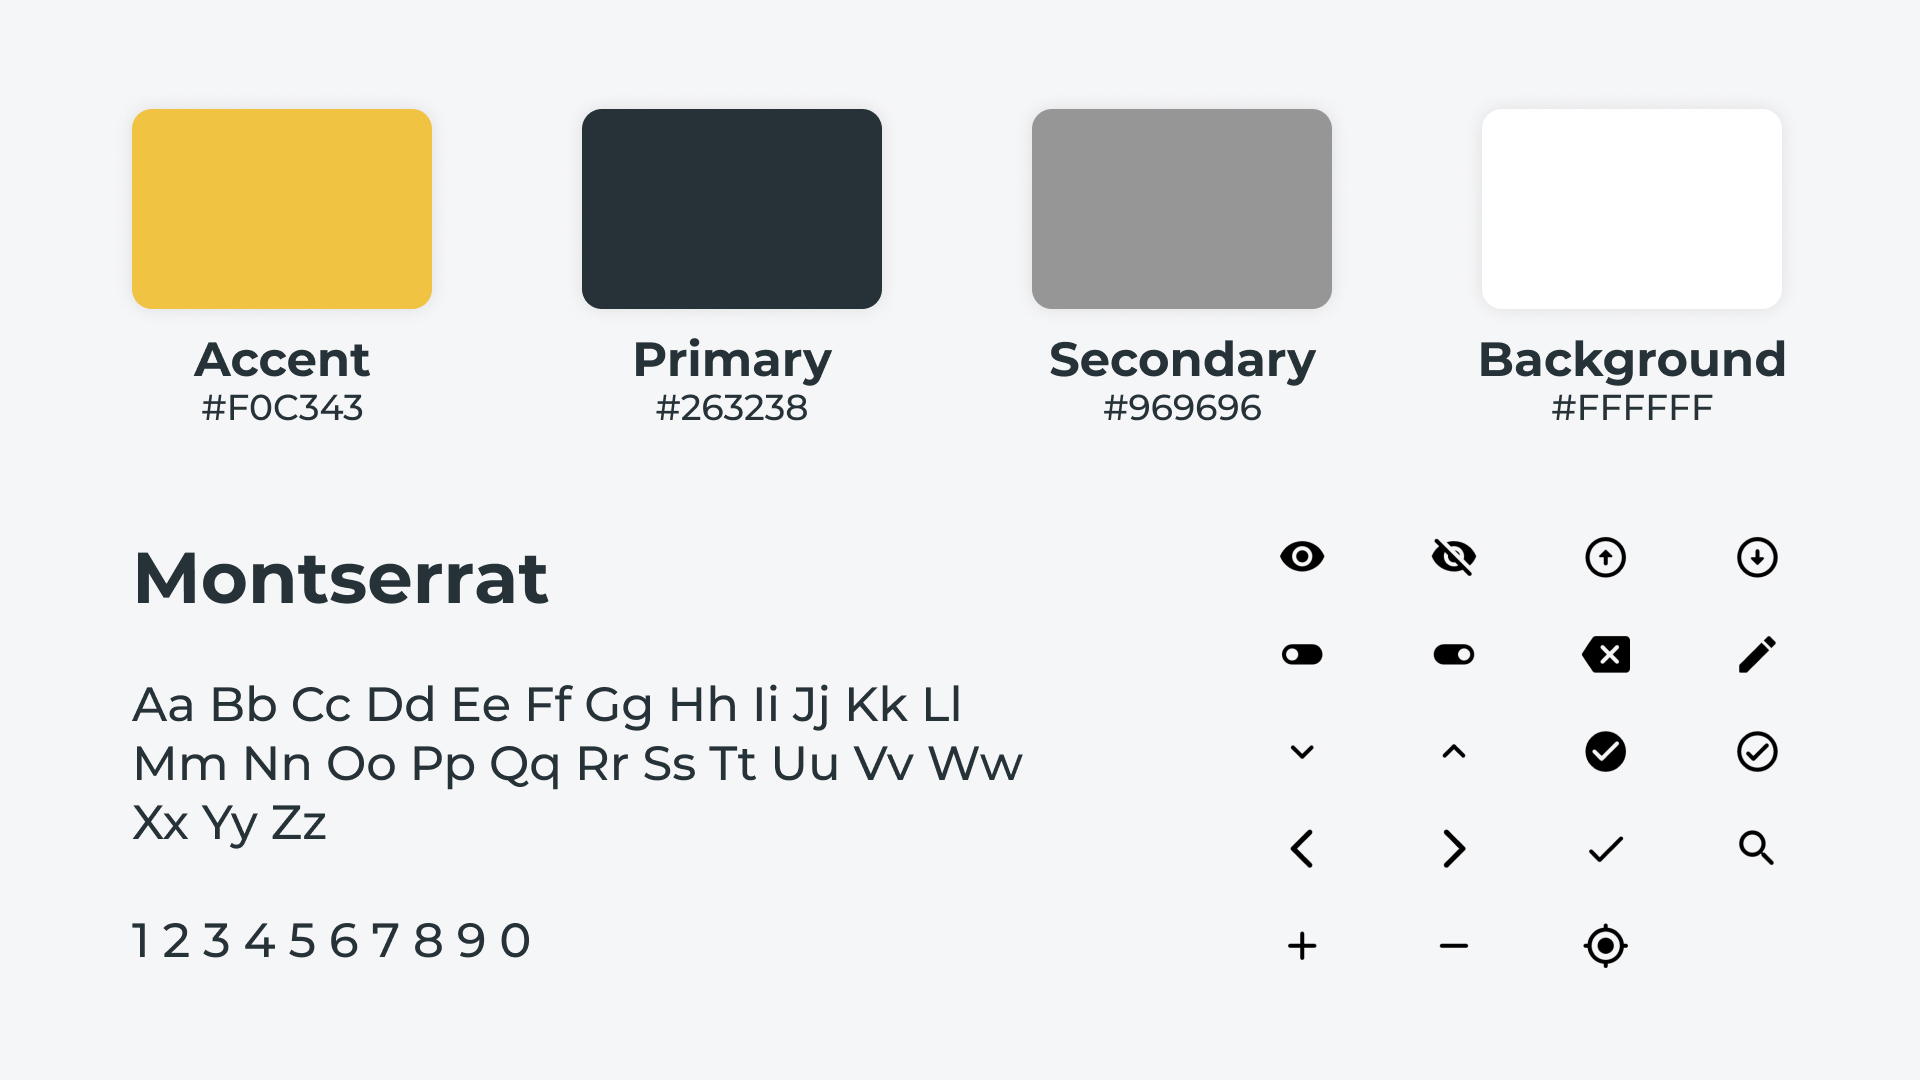 Accent
#F0C343
Primary
#263238
Secondary
#969696
Background
#FFFFFF
Montserrat
Aa Bb Cc Dd Ee Ff Gg Hh Ii Jj Kk Ll
Mm Nn Oo Pp Qq Rr Ss Tt Uu Vv Ww
Xx Yy Zz
1 2 3 4 5 6 7 8 9 0